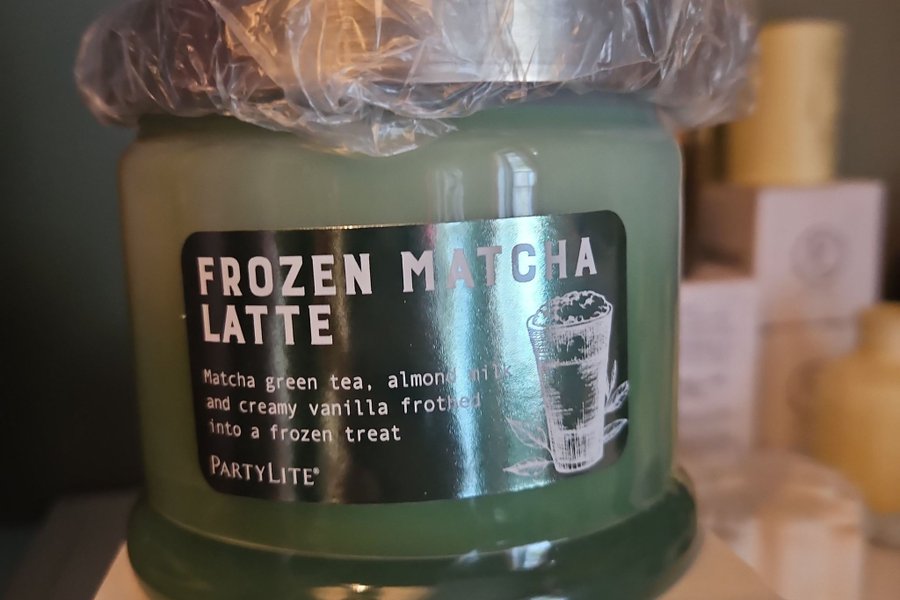 FROZEN MATCHA
LATTE
Matcha green tea, almond milk
and creamy vanilla frothed
into a frozen treat
PARTYLITE®